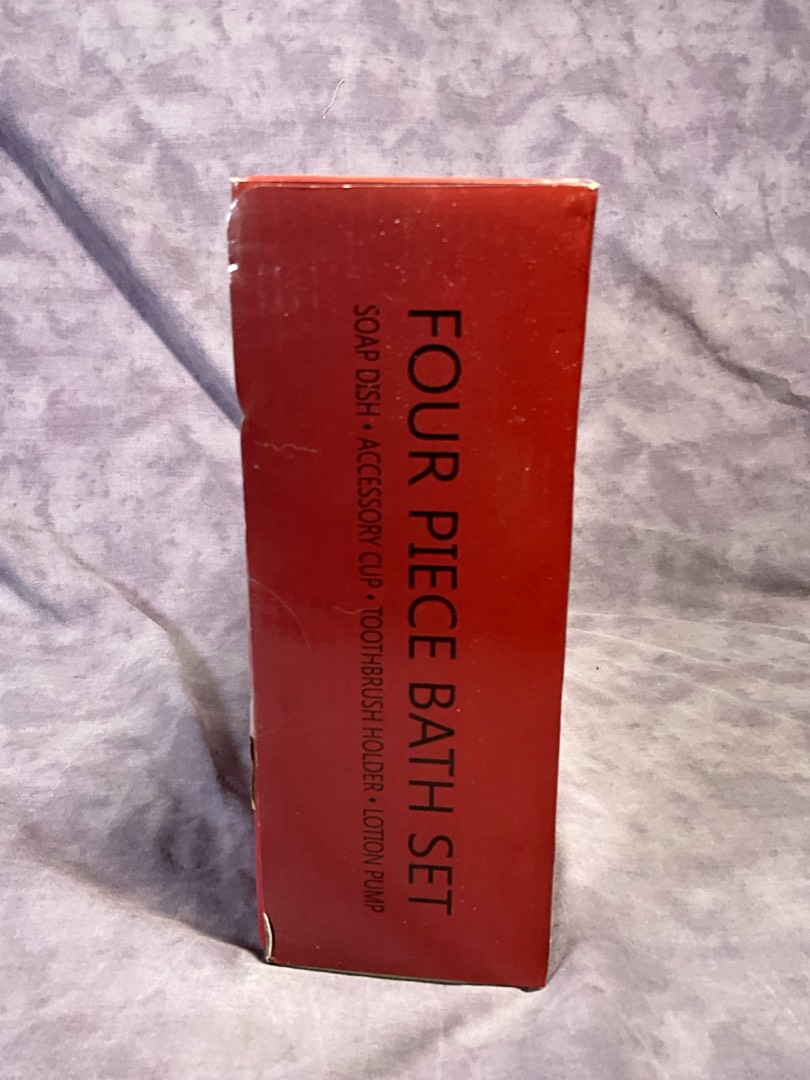 FOUR PIECE BATH SET
SOAP DISH • ACCESSORY CUP • TOOTHBRUSH HOLDER • LOTION PUMP